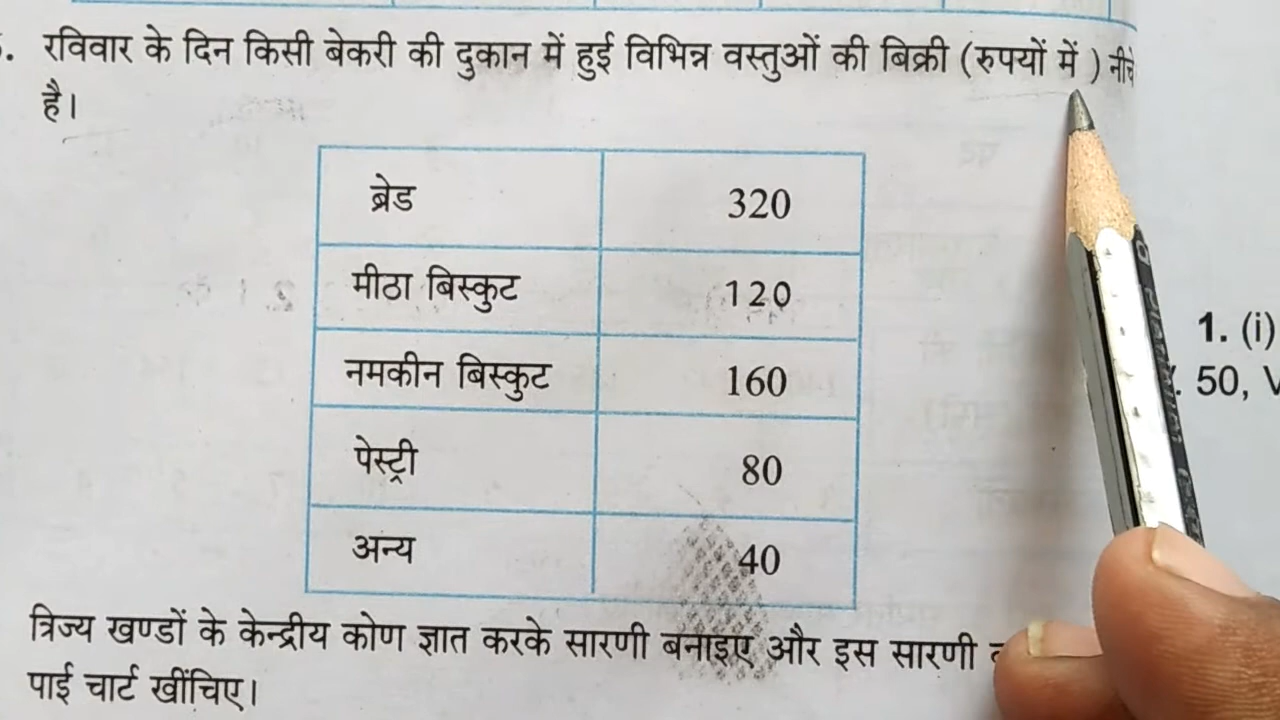 . रविवार के दिन किसी बेकरी की दुकान में हुई विभिन्न वस्तुओं की बिक्री (रुपयों में ) नीचे
है।
ब्रेड 320
मीठा बिस्कुट 120
नमकीन बिस्कुट 160
पेस्ट्री 80
अन्य 40
त्रिज्य खण्डों के केन्द्रीय कोण ज्ञात करके सारणी बनाइए और इस सारणी
पाई चार्ट खींचिए।
1. (i)
50,